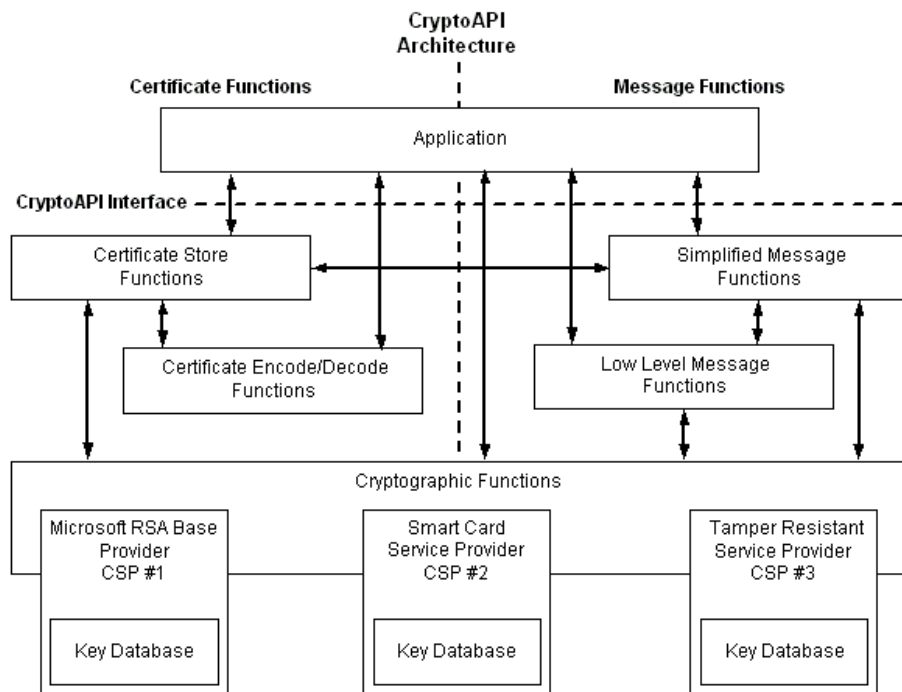 CryptoAPI
Architecture
Certificate Functions
Message Functions
Application
CryptoAPI Interface
Certificate Store
Functions
Simplified Message
Functions
Certificate Encode/Decode
Functions
Low Level Message
Functions
Cryptographic Functions
Microsoft RSA Base
Provider
CSP #1
Smart Card
Service Provider
CSP #2
Tamper Resistant
Service Provider
CSP #3
Key Database
Key Database
Key Database